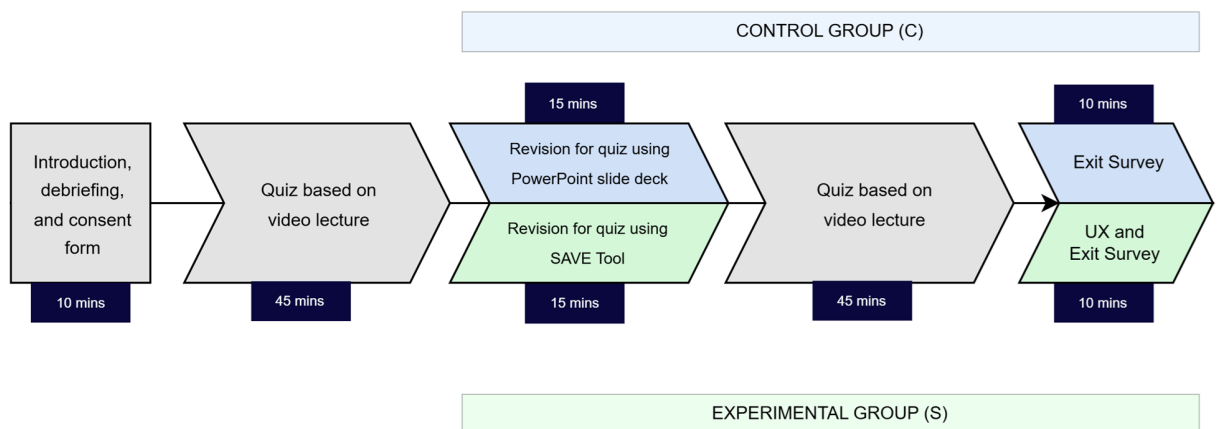 CONTROL GROUP (C)
15 mins
10 mins
Introduction,
debriefing,
and consent
form
10 mins
Quiz based on
video lecture
45 mins
Revision for quiz using
PowerPoint slide deck
Revision for quiz using
SAVE Tool
15 mins
Quiz based on
video lecture
45 mins
Exit Survey
UX and
Exit Survey
10 mins
EXPERIMENTAL GROUP (S)